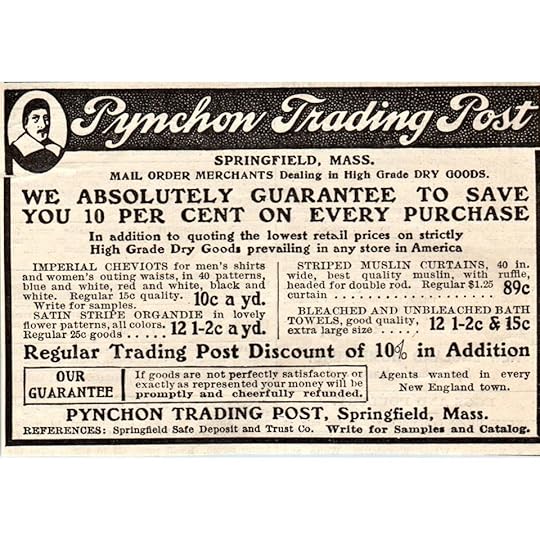 Pynchon Trading Post
SPRINGFIELD, MASS.
MAIL ORDER MERCHANTS Dealing in High Grade DRY GOODS.
WE ABSOLUTELY GUARANTEE TO SAVE
YOU 10 PER CENT ON EVERY PURCHASE
In addition to quoting the lowest retail prices on strictly
High Grade Dry Goods prevailing in any store in America
IMPERIAL CHEVIOTS for men's shirts
and women's outing waists, in 40 patterns,
blue and white, red and white, black and
white. Regular 15c quality. 10c a yd.
Write for samples.
SATIN STRIPE ORGANDIE in lovely
flower patterns, all colors. 12 1-2c a yd.
Regular 25c goods .....
STRIPED MUSLIN CURTAINS, 40 in.
wide, best quality muslin, with ruffle,
headed for double rod. Regular $1.25 89c
curtain ...........
BLEACHED AND UNBLEACHED BATH
TOWELS, good quality, 12 1-2c & 15c
extra large size ....
Regular Trading Post Discount of 10% in Addition
OUR
GUARANTEE
If goods are not perfectly satisfactory or
exactly as represented your money will be
promptly and cheerfully refunded.
Agents wanted in every
New England town.
PYNCHON TRADING POST, Springfield, Mass.
REFERENCES: Springfield Safe Deposit and Trust Co. Write for Samples and Catalog.